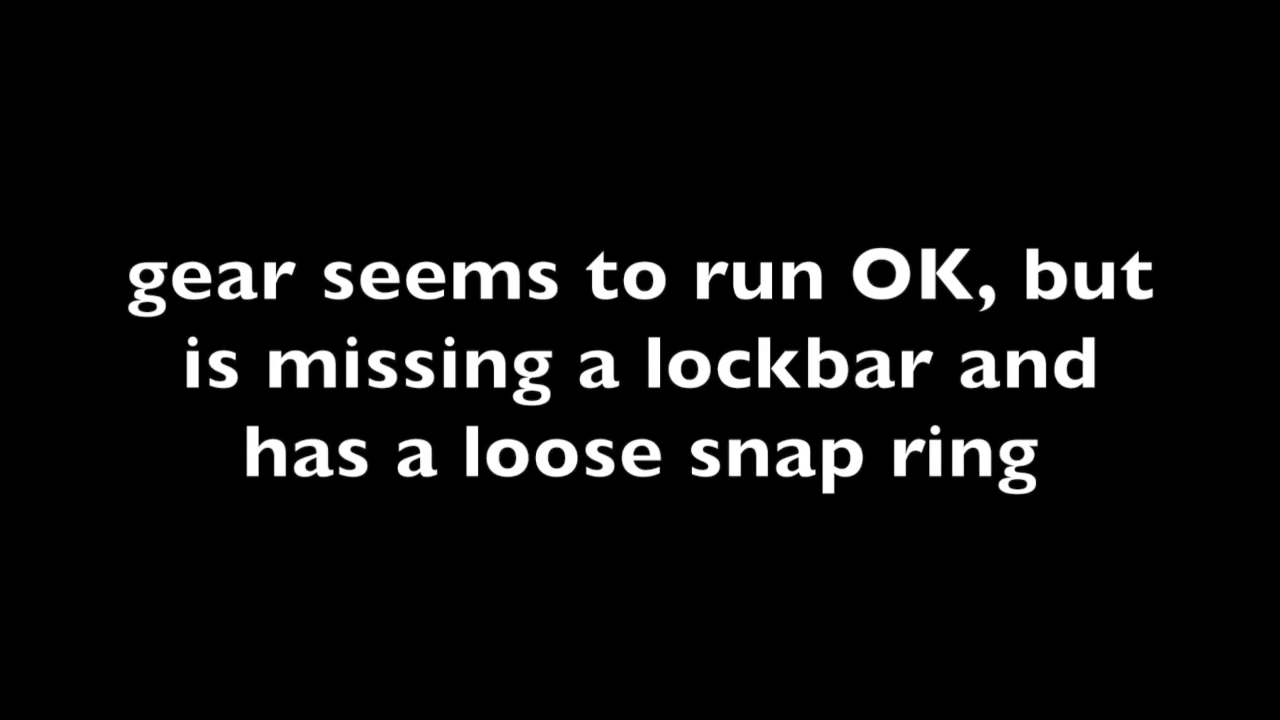 gear seems to run OK, but
is missing a lockbar and
has a loose snap ring